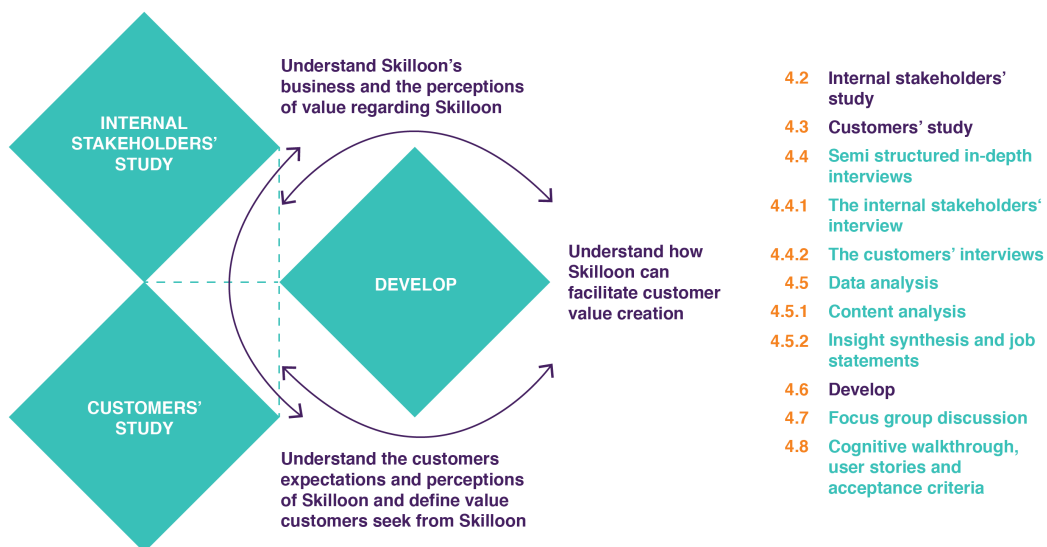 Understand Skilloon’s
business and the perceptions
of value regarding Skilloon
INTERNAL
STAKEHOLDERS’
STUDY
DEVELOP
Understand how
Skilloon can
facilitate customer
value creation
CUSTOMERS’
STUDY
Understand the customers
expectations and perceptions
of Skilloon and define value
customers seek from Skilloon
4.2 Internal stakeholders’
study
4.3 Customers’ study
4.4 Semi structured in-depth
interviews
4.4.1 The internal stakeholders‘
interview
4.4.2 The customers’ interviews
4.5 Data analysis
4.5.1 Content analysis
4.5.2 Insight synthesis and job
statements
4.6 Develop
4.7 Focus group discussion
4.8 Cognitive walkthrough,
user stories and
acceptance criteria